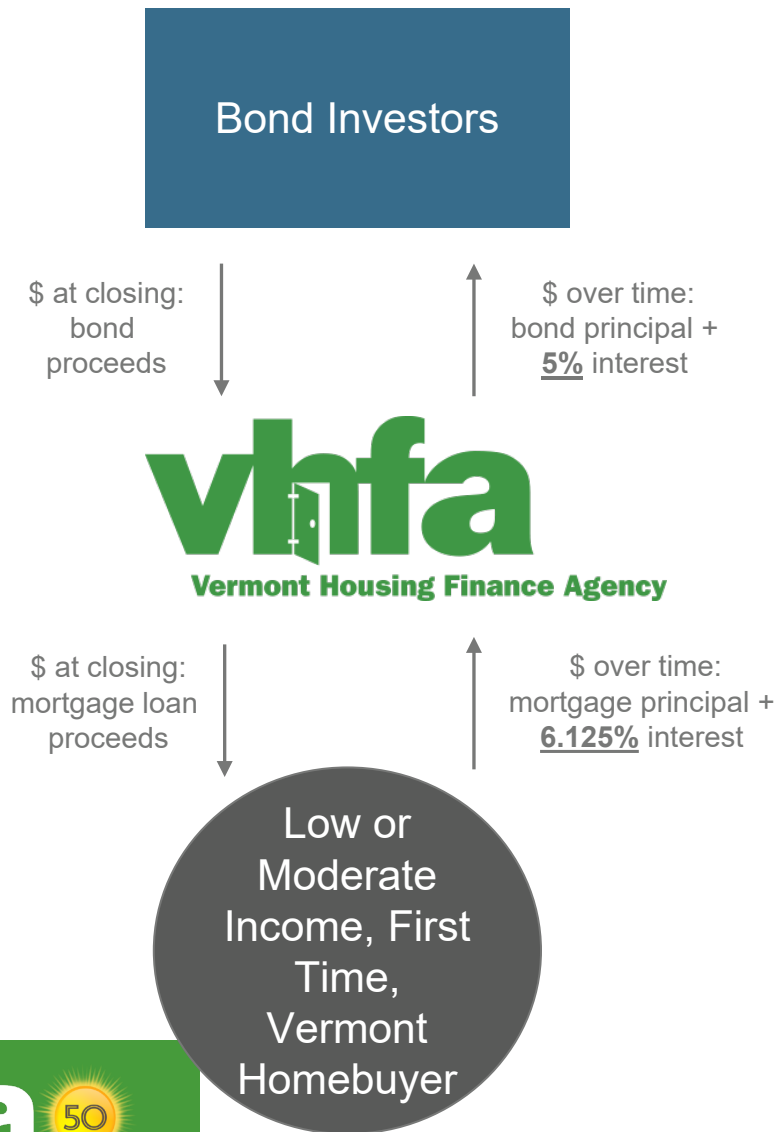 Bond Investors
$ at closing:
bond
proceeds
$ over time:
bond principal +
5% interest
vhfa
Vermont Housing Finance Agency
$ at closing:
mortgage loan
proceeds
$ over time:
mortgage principal +
6.125% interest
Low or
Moderate
Income, First
Time,
Vermont
Homebuyer
a
50